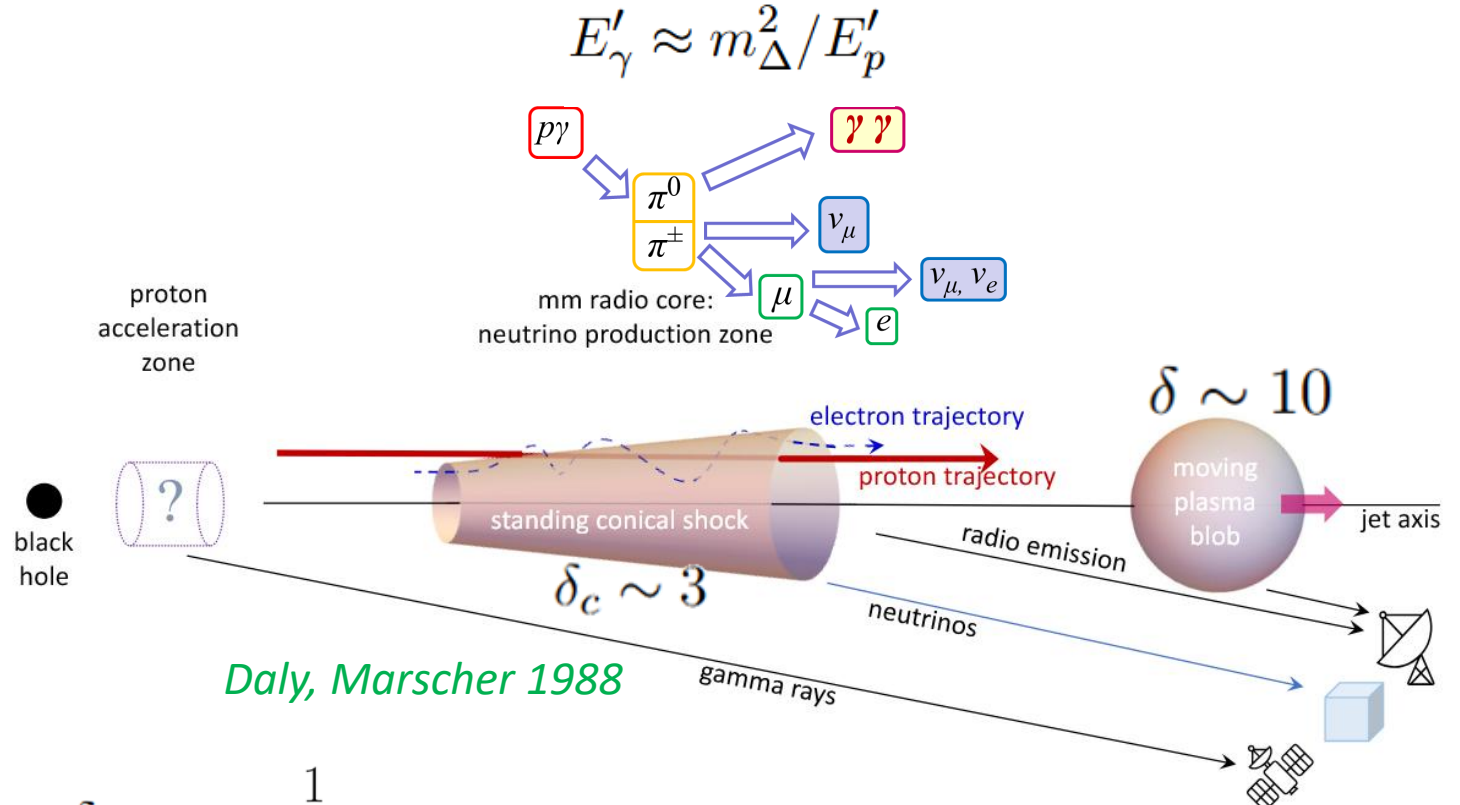 E′γ ≈ m²Δ/E′p
pγ
γ γ
π⁰
π±
νμ
μ
νμ, νe
e
proton
acceleration
zone
mm radio core:
neutrino production zone
δ ∼ 10
electron trajectory
proton trajectory
?
standing conical shock
moving
plasma
blob
jet axis
black
hole
radio emission
δc ∼ 3
neutrinos
gamma rays
Daly, Marscher 1988
1